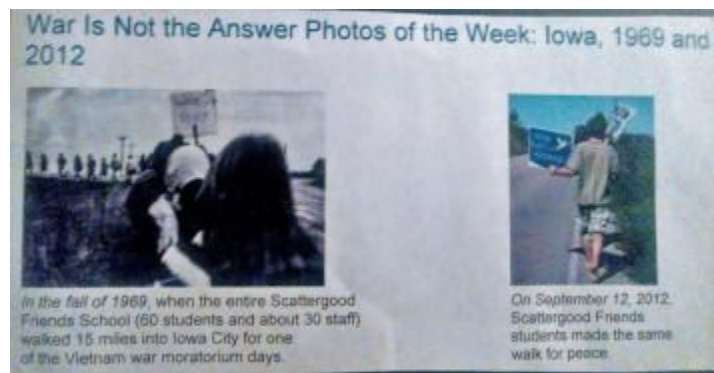 War Is Not the Answer Photos of the Week: Iowa, 1969 and
2012
In the fall of 1969, when the entire Scattergood
Friends School (60 students and about 30 staff)
walked 15 miles into Iowa City for one
of the Vietnam war moratorium days.
On September 12, 2012,
Scattergood Friends
students made the same
walk for peace.